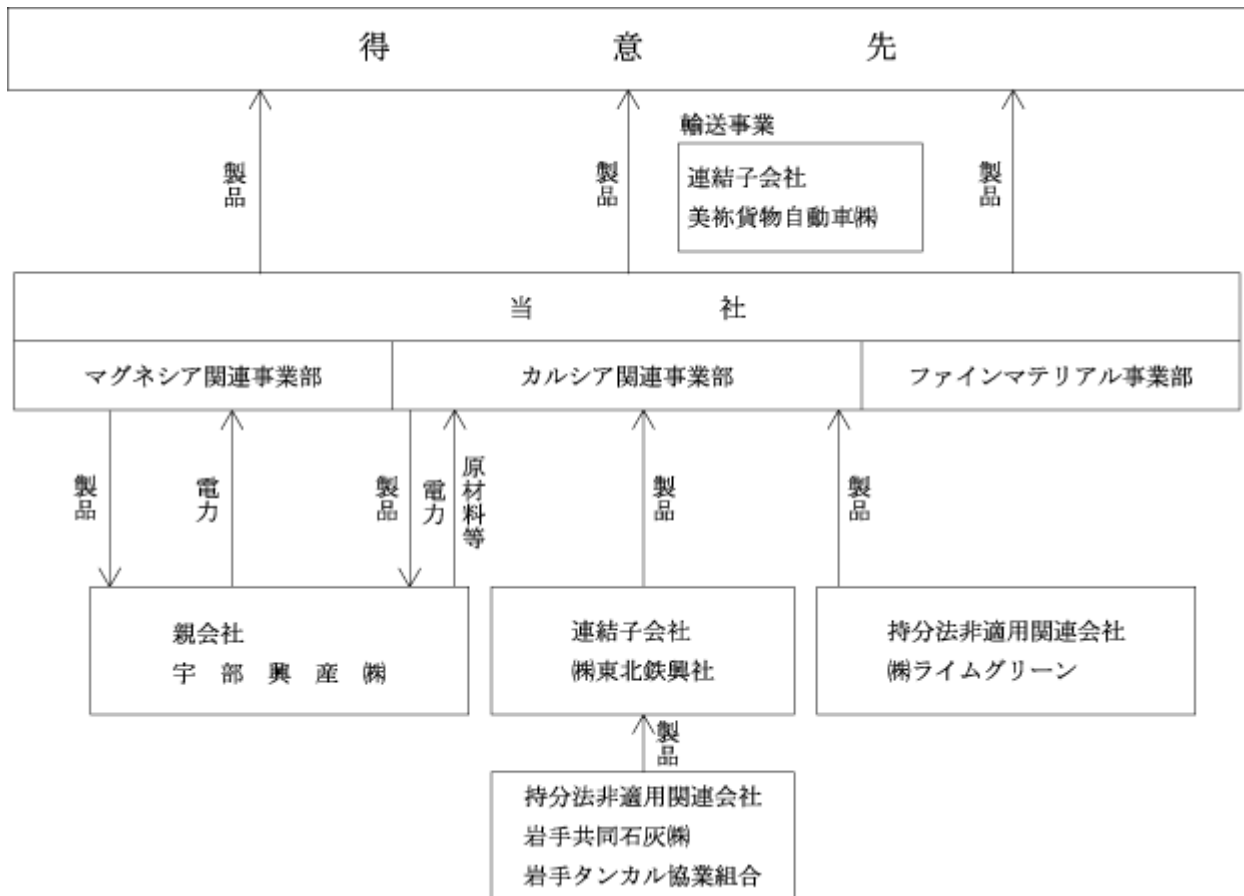 得意先
輸送事業
連結子会社
美祢貨物自動車㈱
製品
製品
製品
当社
マグネシア関連事業部
カルシア関連事業部
ファインマテリアル事業部
製品
電力
製品
電力
原材料等
製品
製品
親会社
宇部興産㈱
連結子会社
㈱東北鉄興社
持分法非適用関連会社
㈱ライムグリーン
製品
持分法非適用関連会社
岩手共同石灰㈱
岩手タンカル協業組合